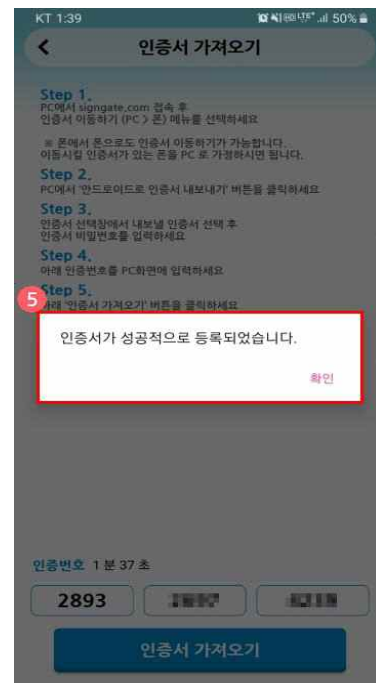 KT 1:39 LTE+ 50%
인증서 가져오기
Step 1.
PC에서 signgate.com 접속 후
인증서 이동하기 (PC > 폰) 메뉴를 선택하세요
※ 폰에서 폰으로도 인증서 이동하기가 가능합니다.
이동시킬 인증서가 있는 폰을 PC 로 가정하시면 됩니다.
Step 2.
PC에서 '안드로이드로 인증서 내보내기' 버튼을 클릭하세요
Step 3.
인증서 선택창에서 내보낼 인증서 선택 후
인증서 비밀번호를 입력하세요
Step 4.
아래 인증번호를 PC화면에 입력하세요
Step 5.
5
아래 '인증서 가져오기' 버튼을 클릭하세요
인증서가 성공적으로 등록되었습니다.
확인
인증번호 1 분 37 초
2893
인증서 가져오기